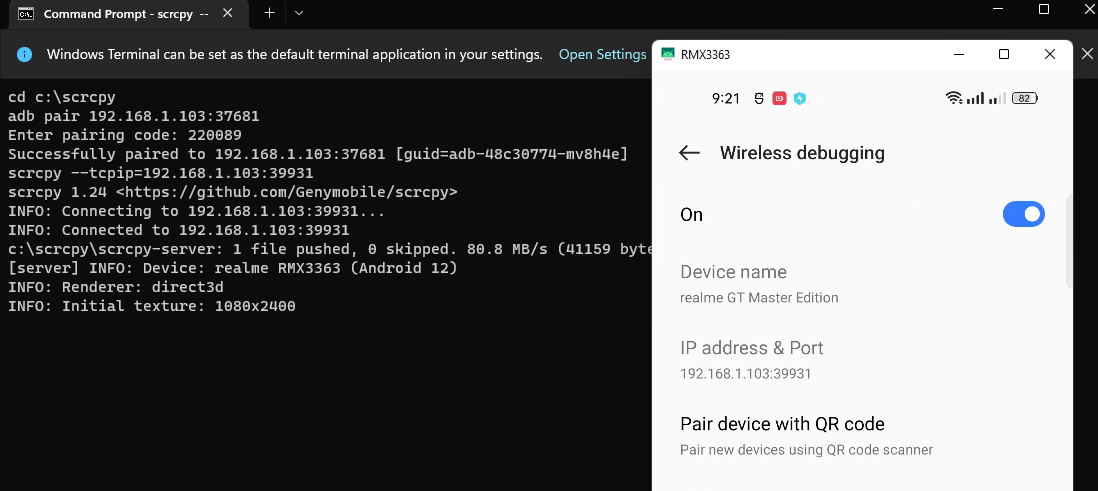 Command Prompt - scrcpy --
Windows Terminal can be set as the default terminal application in your settings. Open Settings
cd c:\scrcpy
adb pair 192.168.1.103:37681
Enter pairing code: 220089
Successfully paired to 192.168.1.103:37681 [guid=adb-48c30774-mv8h4e]
scrcpy --tcpip=192.168.1.103:39931
scrcpy 1.24 <https://github.com/Genymobile/scrcpy>
INFO: Connecting to 192.168.1.103:39931...
INFO: Connected to 192.168.1.103:39931
c:\scrcpy\scrcpy-server: 1 file pushed, 0 skipped. 80.8 MB/s (41159 byte
[server] INFO: Device: realme RMX3363 (Android 12)
INFO: Renderer: direct3d
INFO: Initial texture: 1080x2400
RMX3363
9:21 82
Wireless debugging
On
Device name
realme GT Master Edition
IP address & Port
192.168.1.103:39931
Pair device with QR code
Pair new devices using QR code scanner